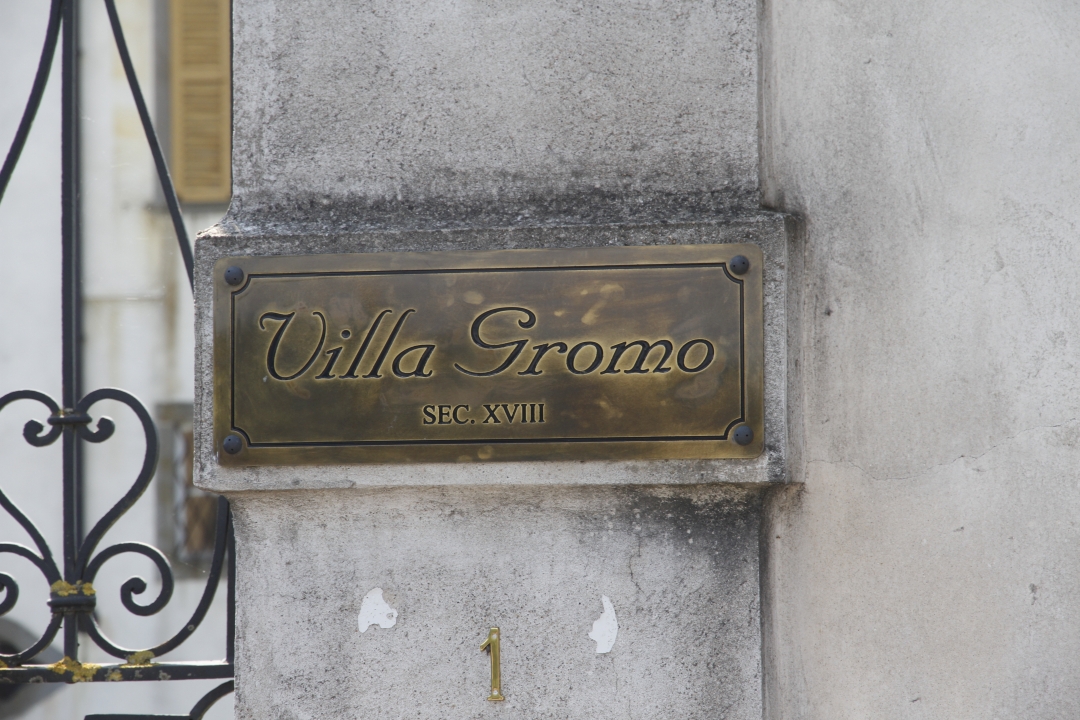 Villa Gromo
SEC. XVIII
1